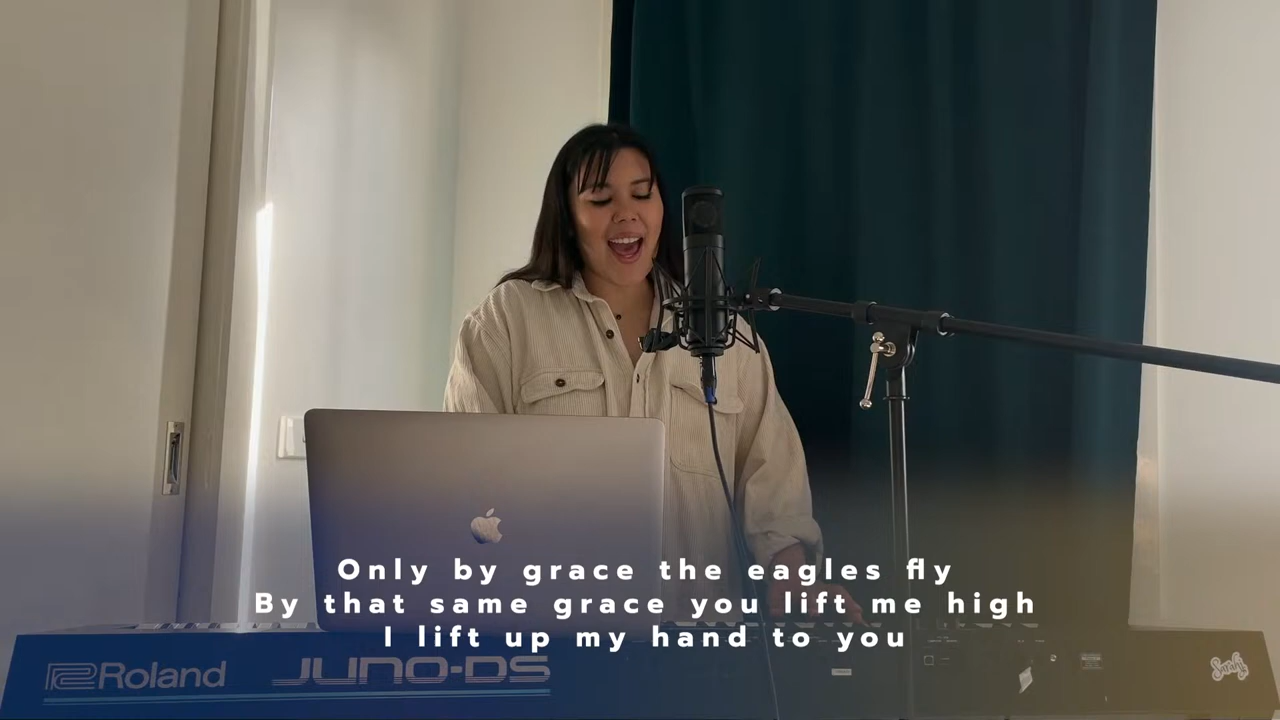 Only by grace the eagles fly
By that same grace you lift me high
I lift up my hand to you
Roland JUNO-DS
Sarah